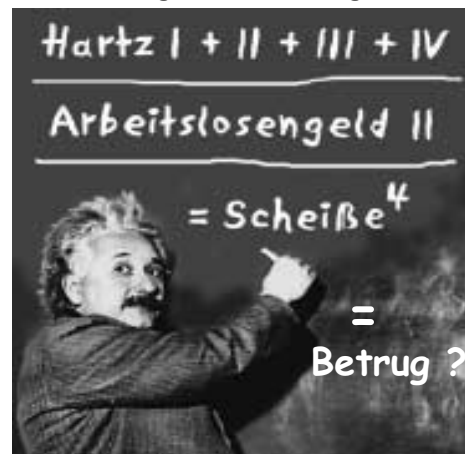 Hartz I + II + III + IV
Arbeitslosengeld II
= Scheiße⁴
=
Betrug ?